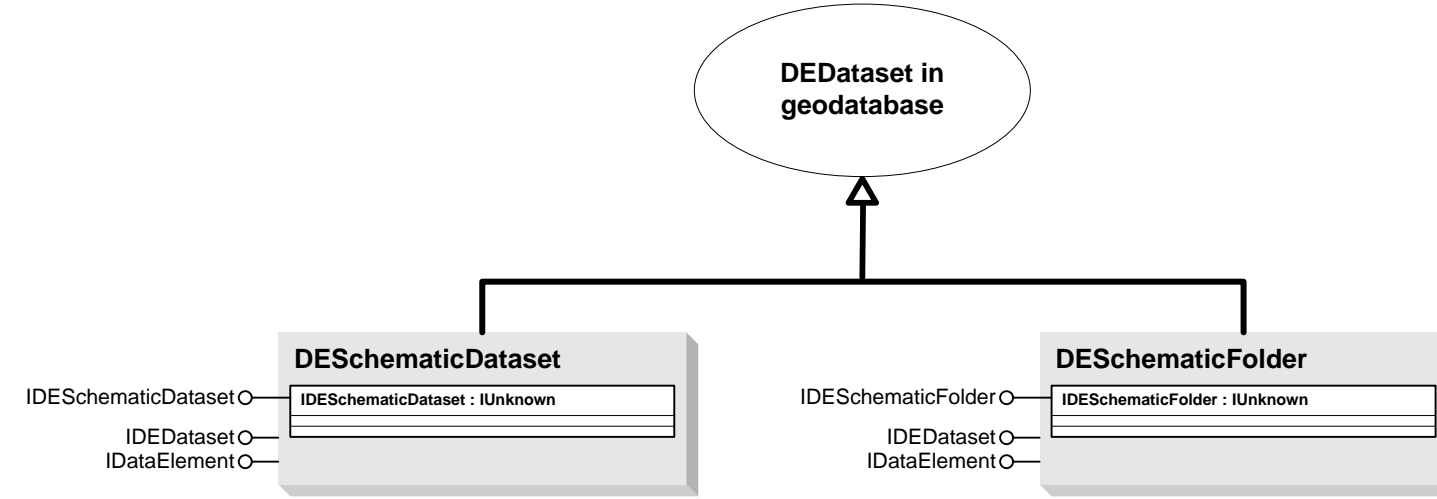 DEDataset in
geodatabase
DESchematicDataset
IDESchematicDataset
IDESchematicDataset : IUnknown
IDEDataset
IDataElement
DESchematicFolder
IDESchematicFolder
IDESchematicFolder : IUnknown
IDEDataset
IDataElement